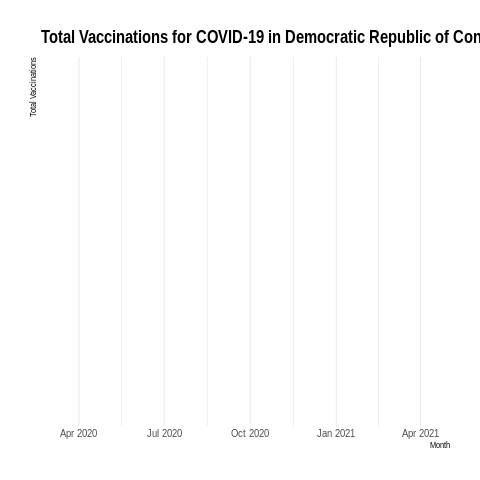 Total Vaccinations for COVID-19 in Democratic Republic of Con
Total Vaccinations
Apr 2020 Jul 2020 Oct 2020 Jan 2021 Apr 2021
Month